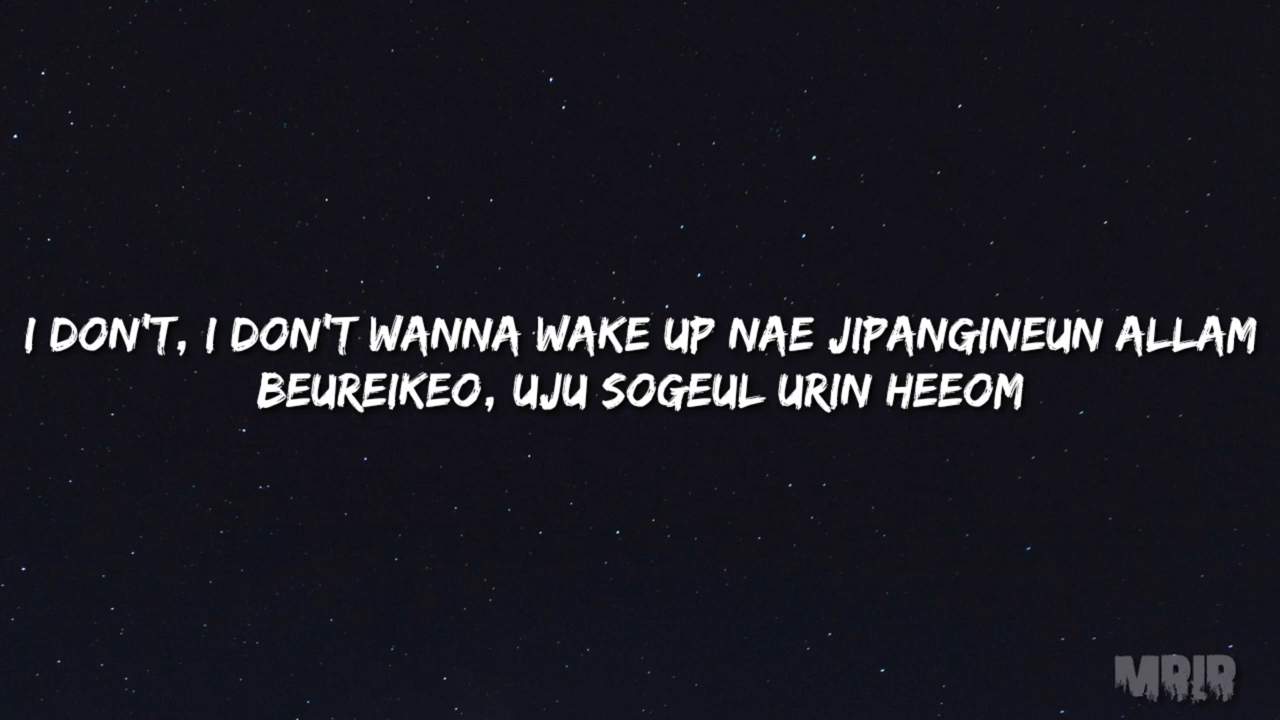 I DON'T, I DON'T WANNA WAKE UP NAE JIPANGINEUN ALLAM
BEUREIKEO, UJU SOGEUL URIN HEEOM
MRLR